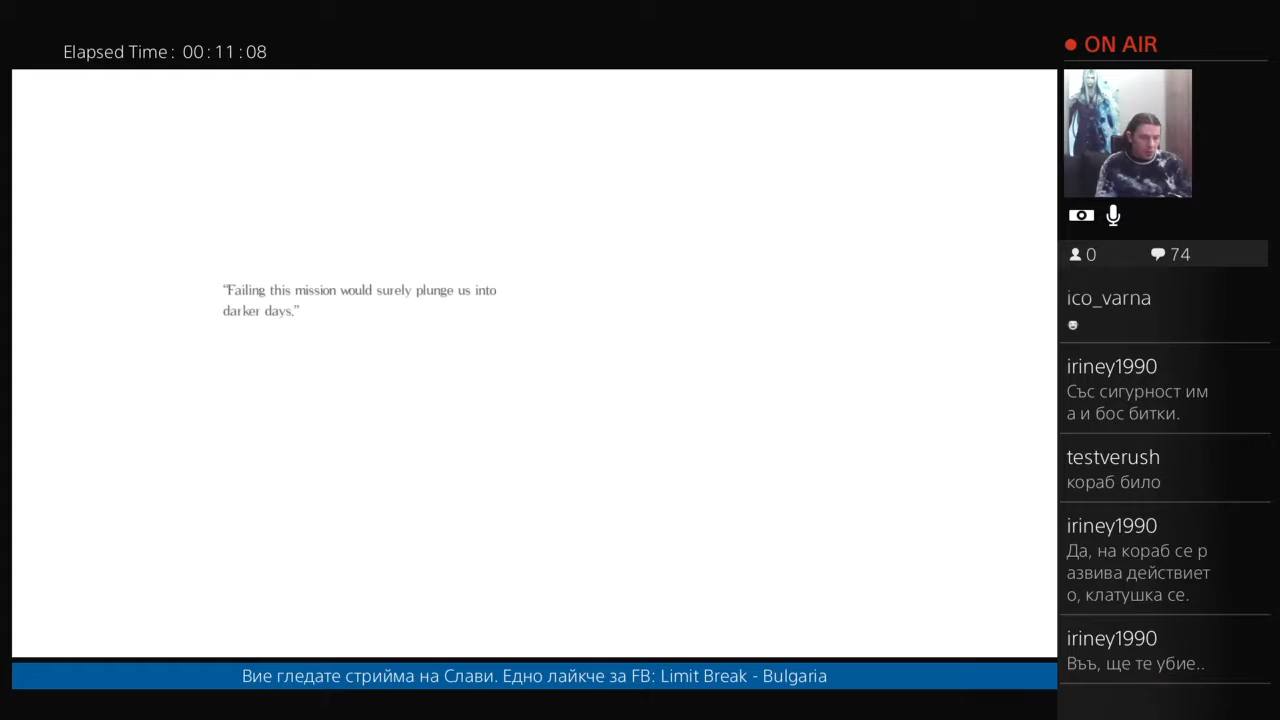 Elapsed Time: 00:11:08
ON AIR
0 74
ico_varna
iriney1990
Със сигурност им
а и бос битки.
testverush
кораб било
iriney1990
Да, на кораб се р
азвива действиет
о, клатушка се.
iriney1990
Във, ще те убие..
“Failing this mission would surely plunge us into
darker days.”
Вие гледате стрийма на Слави. Едно лайкче за FB: Limit Break - Bulgaria